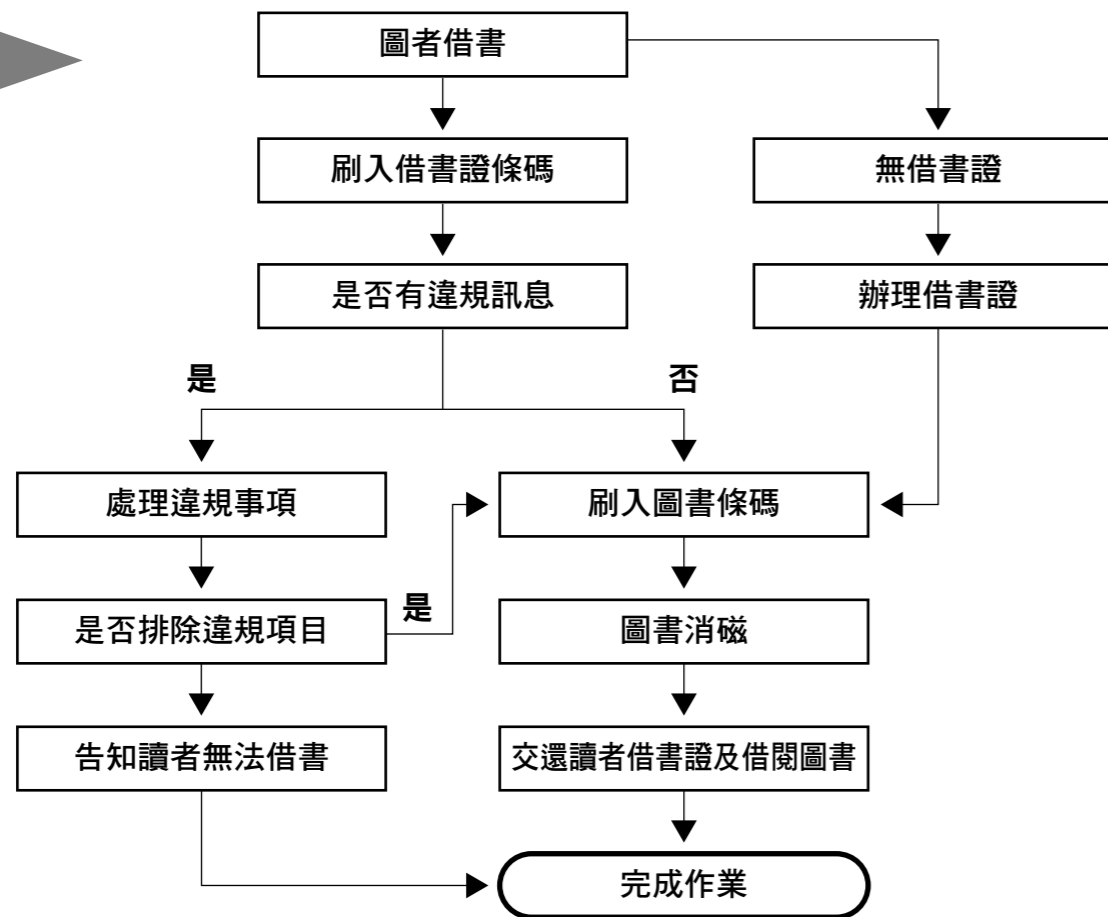 圖者借書
刷入借書證條碼
無借書證
是否有違規訊息
辦理借書證
是
否
處理違規事項
刷入圖書條碼
是否排除違規項目
是
圖書消磁
告知讀者無法借書
交還讀者借書證及借閱圖書
完成作業